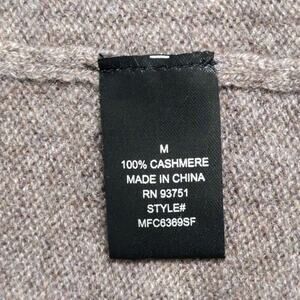 M
100% CASHMERE
MADE IN CHINA
RN 93751
STYLE#
MFC6369SF